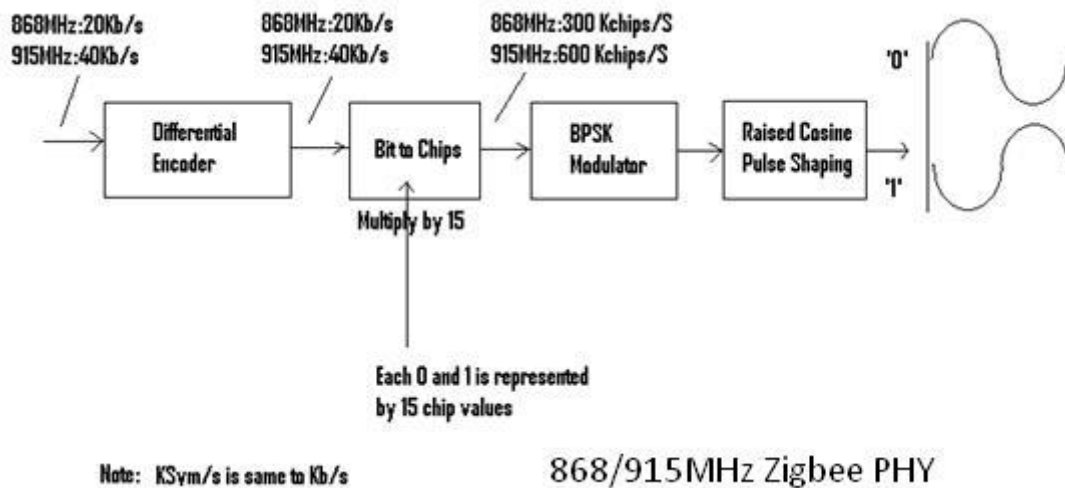 868MHz:20Kb/s
915MHz:40Kb/s
868MHz:20Kb/s
915MHz:40Kb/s
868MHz:300 Kchips/S
915MHz:600 Kchips/S
'0'
Differential
Encoder
Bit to Chips
BPSK
Modulator
Raised Cosine
Pulse Shaping
'1'
Multiply by 15
Each 0 and 1 is represented
by 15 chip values
Note: KSym/s is same to Kb/s
868/915MHz Zigbee PHY